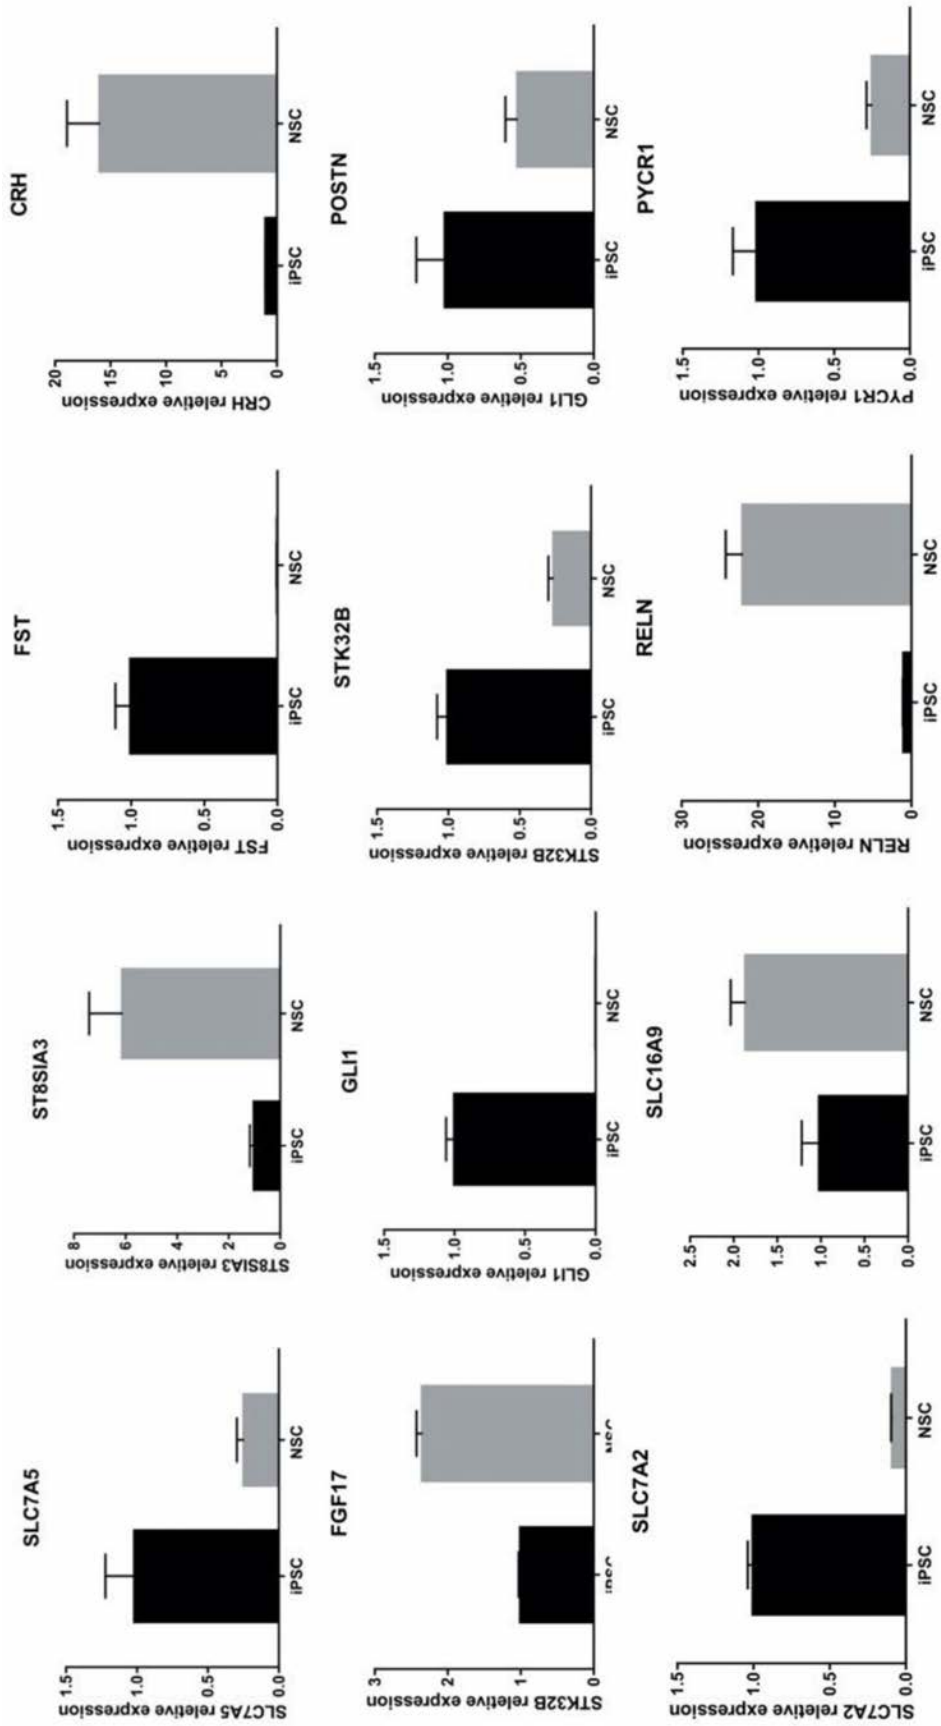 SLC7A5
SLC7A5 reletive expression
1.5
1.0
0.5
0.0
iPSC NSC
ST8SIA3
ST8SIA3 reletive expression
8
6
4
2
0
iPSC NSC
FST
FST reletive expression
1.5
1.0
0.5
0.0
iPSC NSC
CRH
CRH reletive expression
20
15
10
5
0
iPSC NSC
FGF17
STK32B reletive expression
3
2
1
0
GLI1
GLI1 reletive expression
1.5
1.0
0.5
0.0
iPSC NSC
STK32B
STK32B reletive expression
1.5
1.0
0.5
0.0
iPSC NSC
POSTN
GLI1 reletive expression
1.5
1.0
0.5
0.0
iPSC NSC
SLC7A2
SLC7A2 reletive expression
1.5
1.0
0.5
0.0
iPSC NSC
SLC16A9
2.5
2.0
1.5
1.0
0.5
0.0
iPSC NSC
RELN
RELN reletive expression
30
20
10
0
iPSC NSC
PYCR1
PYCR1 reletive expression
1.5
1.0
0.5
0.0
iPSC NSC